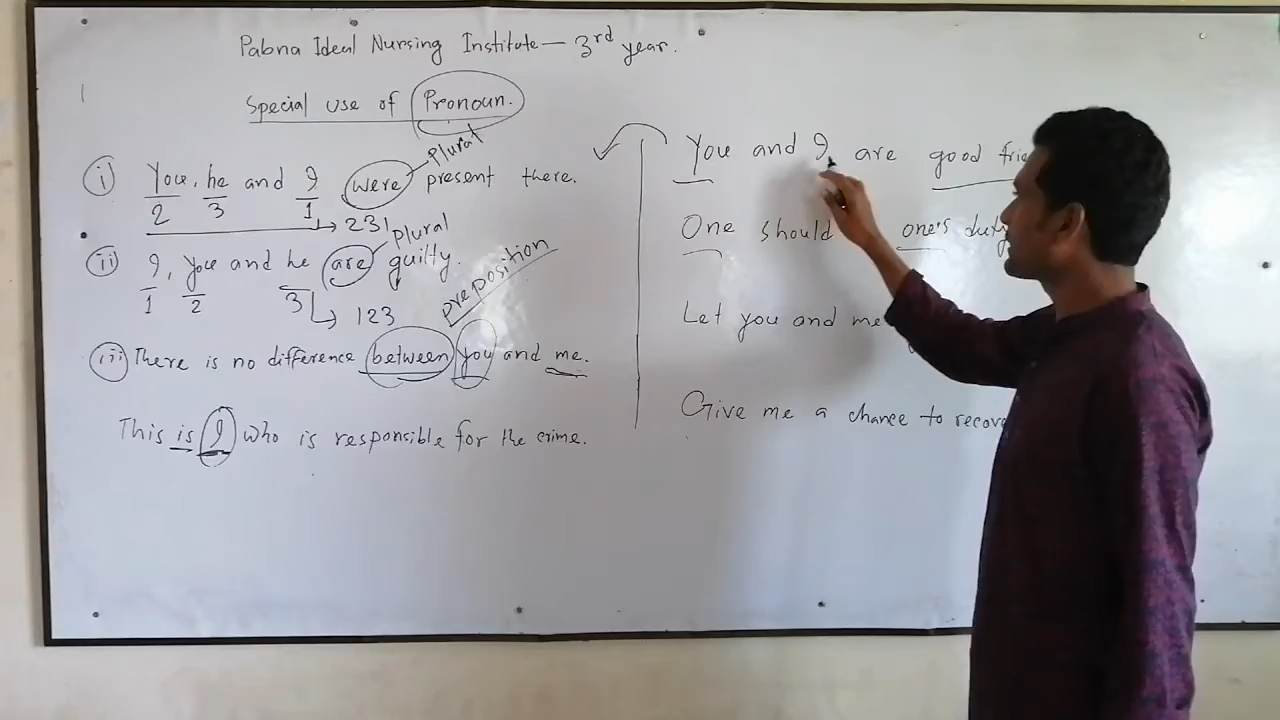 Pabna Ideal Nursing Institute — 3rd year.
Special use of Pronoun.
Plural
i) You, he and I were present there.
2 3 1 → 231
plural
ii) I, you and he are guilty.
1 2 3 → 123
preposition
iii) There is no difference between you and me.
This is I who is responsible for the crime.
You and I are good
One should one's duty
Let you and me
Give me a chance to